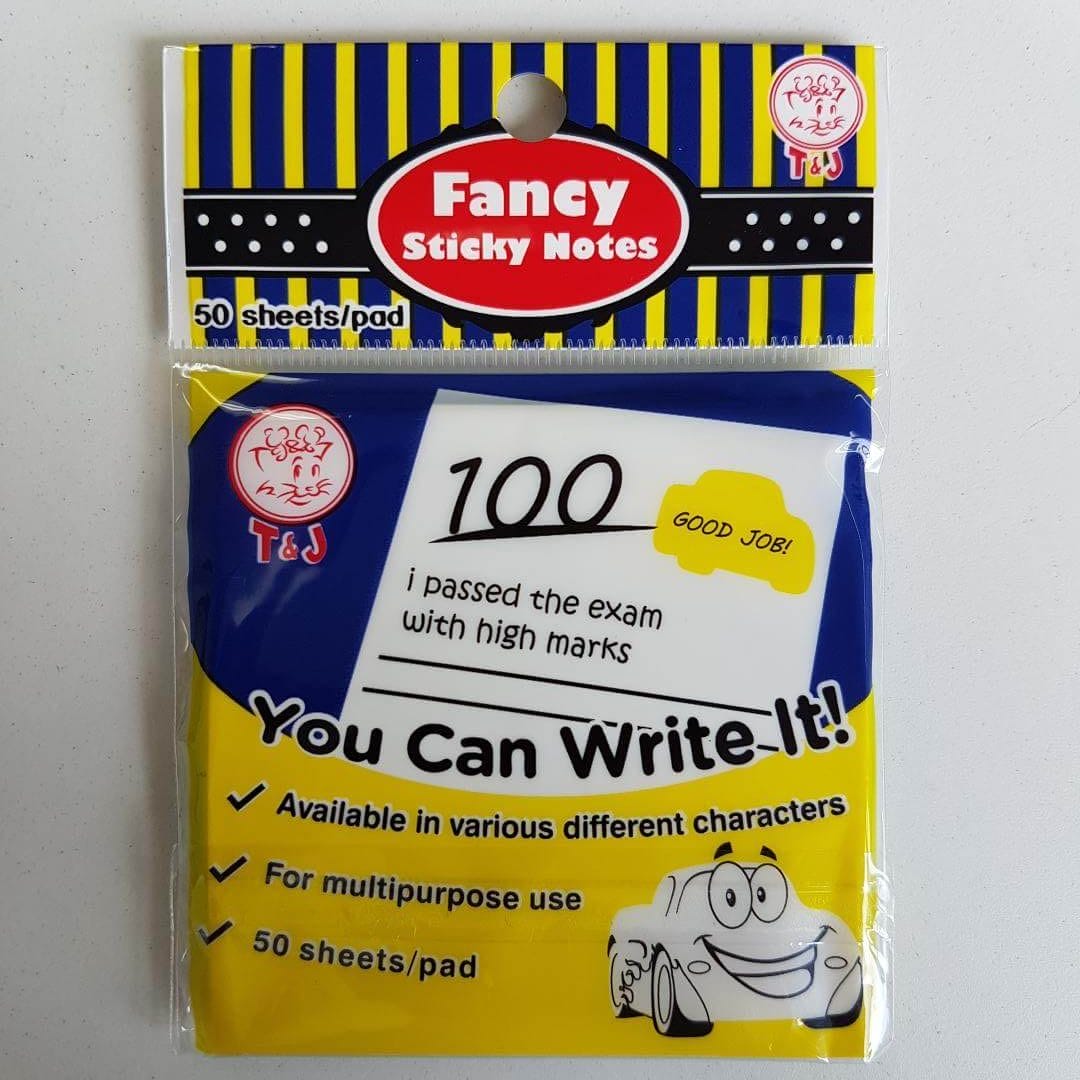 T&J
Fancy
Sticky Notes
50 sheets/pad
T&J
100
GOOD JOB!
i passed the exam
with high marks
You Can Write It!
Available in various different characters
For multipurpose use
50 sheets/pad